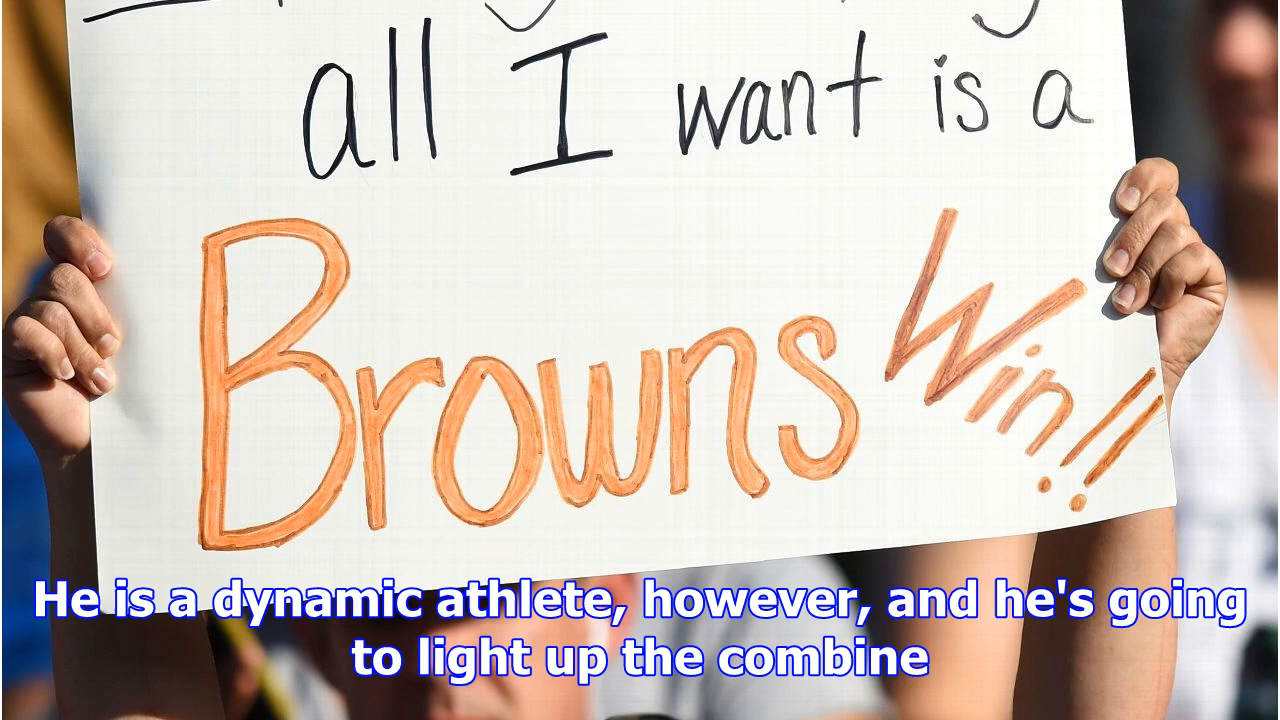 all I want is a
Browns Win!!
He is a dynamic athlete, however, and he's going
to light up the combine